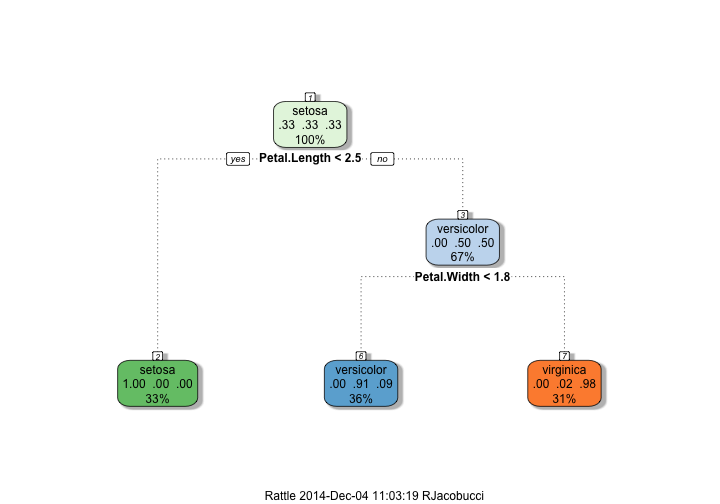 1
setosa
.33 .33 .33
100%
yes Petal.Length < 2.5 no
3
versicolor
.00 .50 .50
67%
Petal.Width < 1.8
2
setosa
1.00 .00 .00
33%
6
versicolor
.00 .91 .09
36%
7
virginica
.00 .02 .98
31%
Rattle 2014-Dec-04 11:03:19 RJacobucci